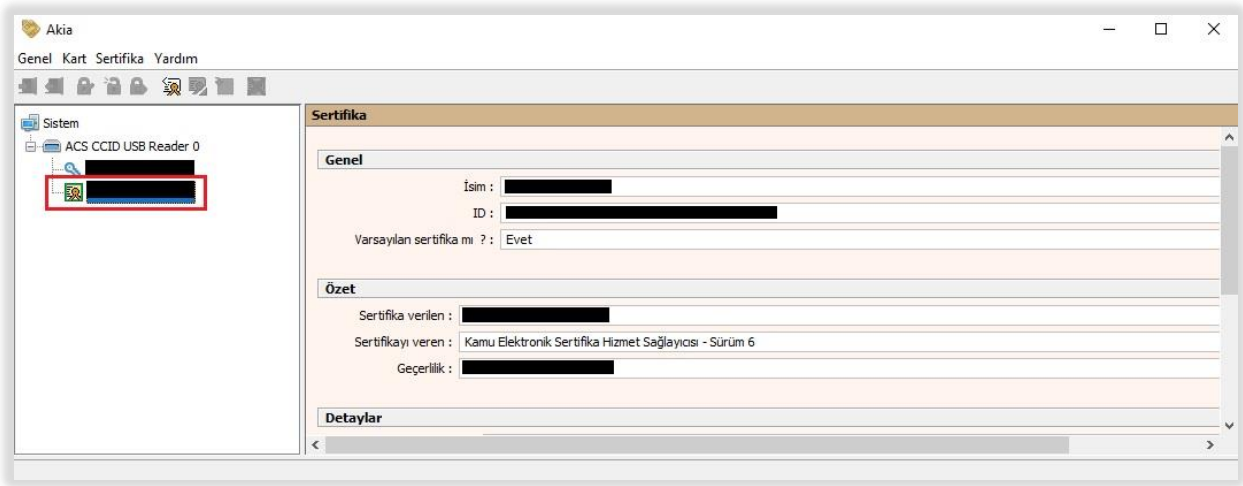 Akia
Genel Kart Sertifika Yardım
Sistem
ACS CCID USB Reader 0
Sertifika
Genel
İsim :
ID :
Varsayılan sertifika mı ? : Evet
Özet
Sertifika verilen :
Sertifikayı veren : Kamu Elektronik Sertifika Hizmet Sağlayıcısı - Sürüm 6
Geçerlilik :
Detaylar